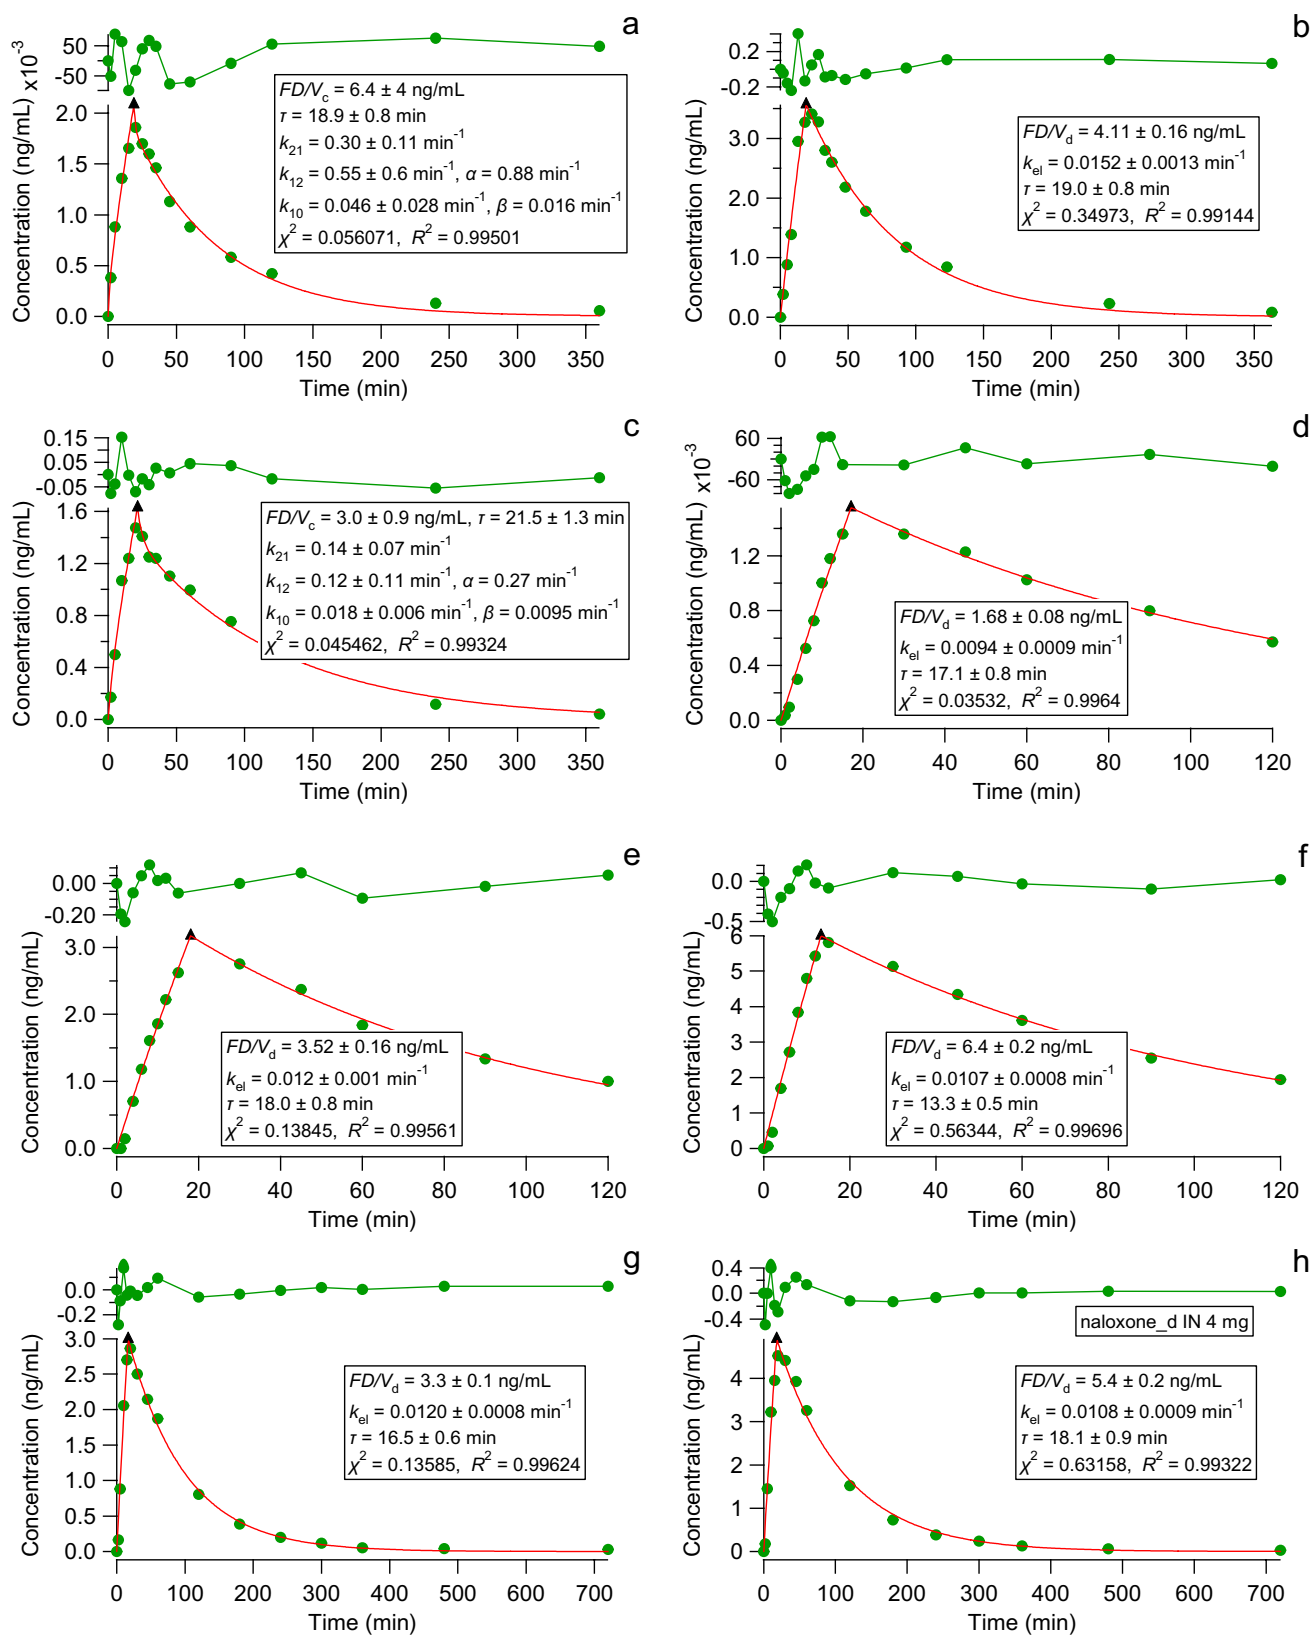 a
50
-50
x10⁻³
2.0
1.5
1.0
0.5
0.0
Concentration (ng/mL)
FD/Vc = 6.4 ± 4 ng/mL
τ = 18.9 ± 0.8 min
k21 = 0.30 ± 0.11 min⁻¹
k12 = 0.55 ± 0.6 min⁻¹, α = 0.88 min⁻¹
k10 = 0.046 ± 0.028 min⁻¹, β = 0.016 min⁻¹
χ² = 0.056071, R² = 0.99501
0 50 100 150 200 250 300 350
Time (min)
b
0.2
-0.2
3.0
2.0
1.0
0.0
Concentration (ng/mL)
FD/Vd = 4.11 ± 0.16 ng/mL
kel = 0.0152 ± 0.0013 min⁻¹
τ = 19.0 ± 0.8 min
χ² = 0.34973, R² = 0.99144
0 50 100 150 200 250 300 350
Time (min)
c
0.15
0.05
-0.05
1.6
1.2
0.8
0.4
0.0
Concentration (ng/mL)
FD/Vc = 3.0 ± 0.9 ng/mL, τ = 21.5 ± 1.3 min
k21 = 0.14 ± 0.07 min⁻¹
k12 = 0.12 ± 0.11 min⁻¹, α = 0.27 min⁻¹
k10 = 0.018 ± 0.006 min⁻¹, β = 0.0095 min⁻¹
χ² = 0.045462, R² = 0.99324
0 50 100 150 200 250 300 350
Time (min)
d
60
-60
x10⁻³
1.2
0.8
0.4
0.0
Concentration (ng/mL)
FD/Vd = 1.68 ± 0.08 ng/mL
kel = 0.0094 ± 0.0009 min⁻¹
τ = 17.1 ± 0.8 min
χ² = 0.03532, R² = 0.9964
0 20 40 60 80 100 120
Time (min)
e
0.00
-0.20
3.0
2.0
1.0
0.0
Concentration (ng/mL)
FD/Vd = 3.52 ± 0.16 ng/mL
kel = 0.012 ± 0.001 min⁻¹
τ = 18.0 ± 0.8 min
χ² = 0.13845, R² = 0.99561
0 20 40 60 80 100 120
Time (min)
f
0.0
-0.5
6
5
4
3
2
1
0
Concentration (ng/mL)
FD/Vd = 6.4 ± 0.2 ng/mL
kel = 0.0107 ± 0.0008 min⁻¹
τ = 13.3 ± 0.5 min
χ² = 0.56344, R² = 0.99696
0 20 40 60 80 100 120
Time (min)
g
0.0
-0.2
3.0
2.5
2.0
1.5
1.0
0.5
0.0
Concentration (ng/mL)
FD/Vd = 3.3 ± 0.1 ng/mL
kel = 0.0120 ± 0.0008 min⁻¹
τ = 16.5 ± 0.6 min
χ² = 0.13585, R² = 0.99624
0 100 200 300 400 500 600 700
Time (min)
h
0.4
0.0
-0.4
naloxone_d IN 4 mg
4
3
2
1
0
Concentration (ng/mL)
FD/Vd = 5.4 ± 0.2 ng/mL
kel = 0.0108 ± 0.0009 min⁻¹
τ = 18.1 ± 0.9 min
χ² = 0.63158, R² = 0.99322
0 100 200 300 400 500 600 700
Time (min)